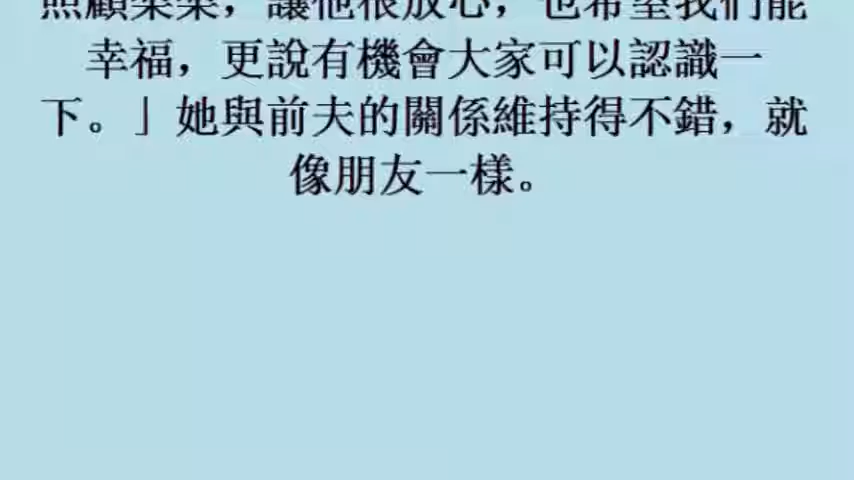 照顧樂樂，讓他很放心，也希望我們能
幸福，更說有機會大家可以認識一
下。」她與前夫的關係維持得不錯，就
像朋友一樣。